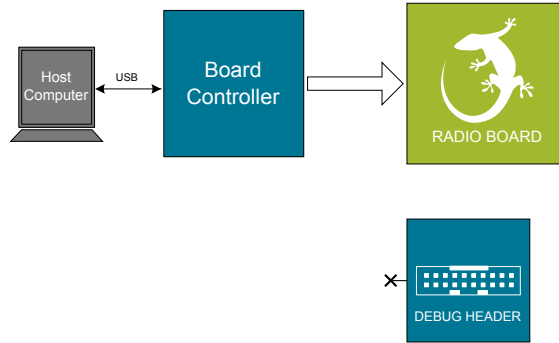 Host
Computer
USB
Board
Controller
RADIO BOARD
DEBUG HEADER